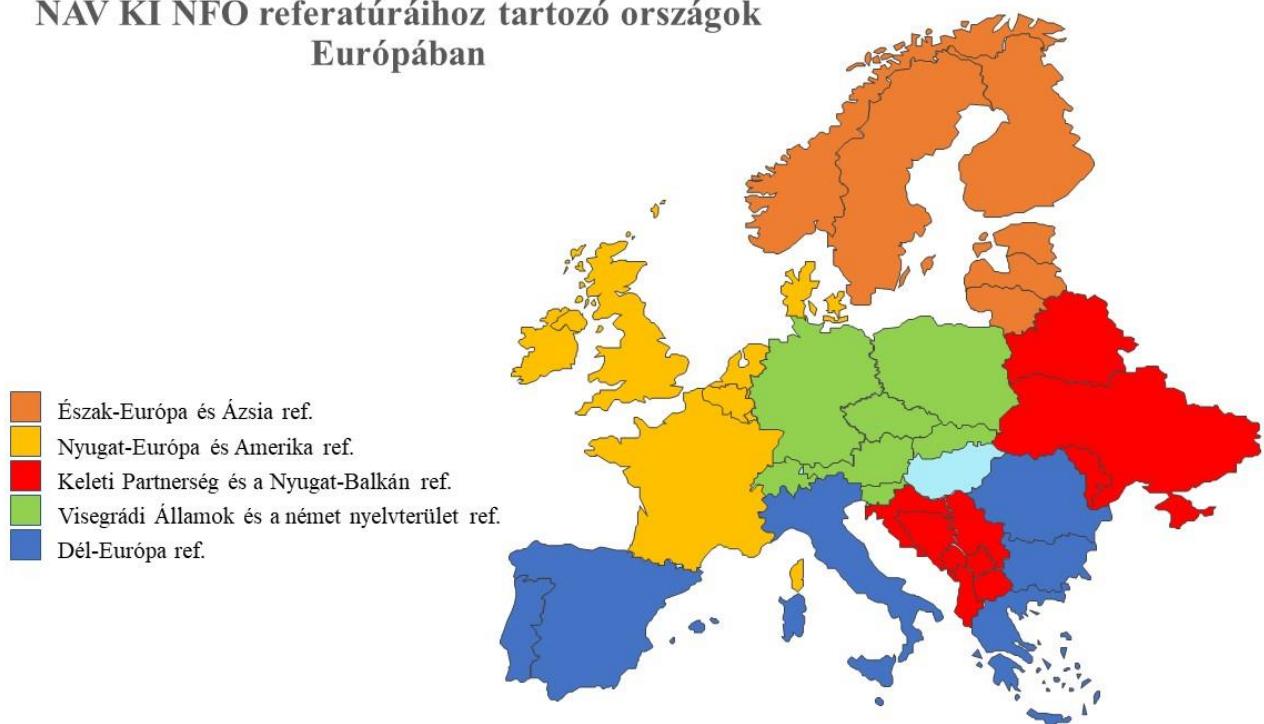 NAV KI NFO referatúráihoz tartozó országok
Európában
Észak-Európa és Ázsia ref.
Nyugat-Európa és Amerika ref.
Keleti Partnerség és a Nyugat-Balkán ref.
Visegrádi Államok és a német nyelvterület ref.
Dél-Európa ref.